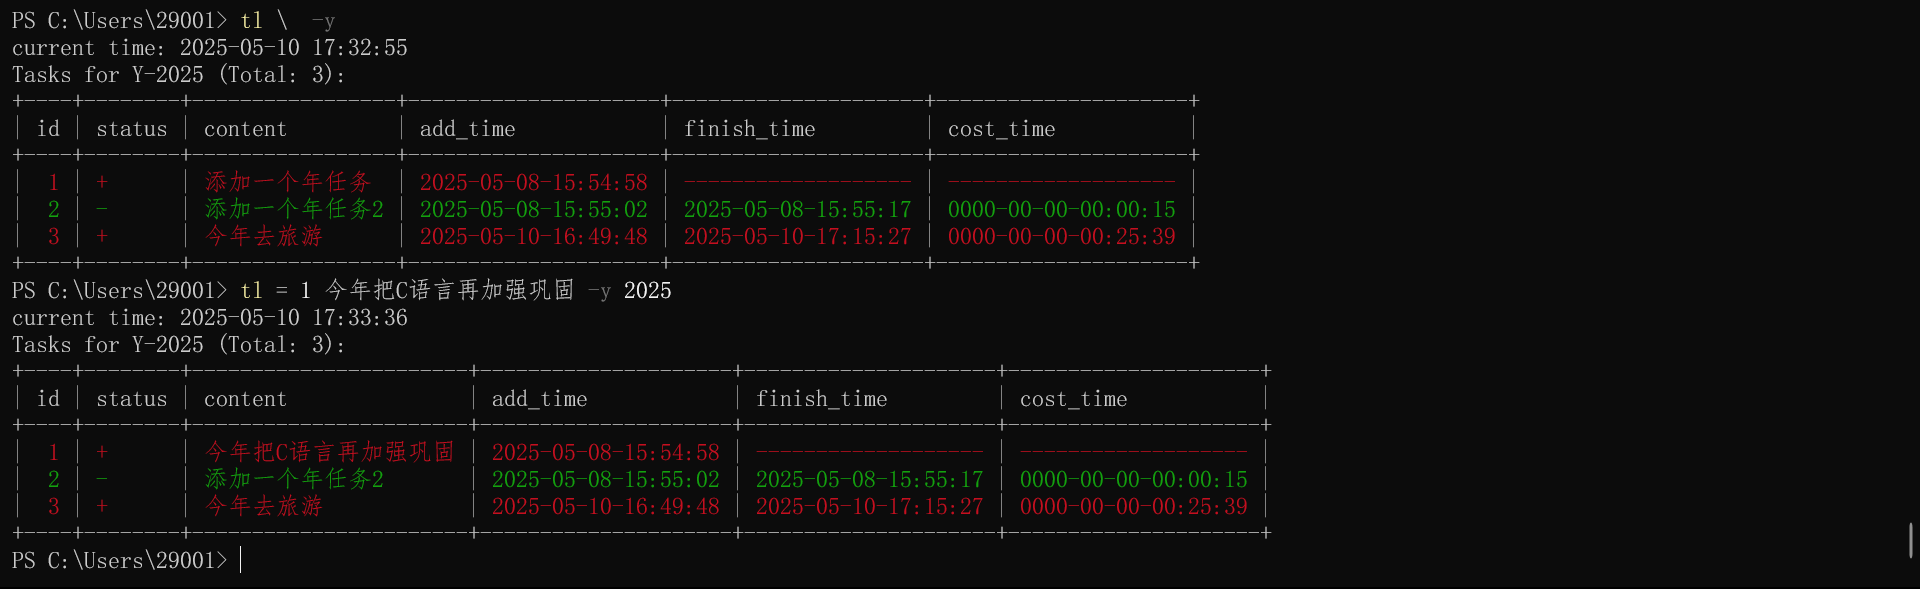 PS C:\Users\29001> tl \  -y
current time: 2025-05-10 17:32:55
Tasks for Y-2025 (Total: 3):
+----+--------+-----------------+---------------------+---------------------+---------------------+
| id | status | content         | add_time            | finish_time         | cost_time           |
+----+--------+-----------------+---------------------+---------------------+---------------------+
|  1 | +      | 添加一个年任务  | 2025-05-08-15:54:58 | ------------------- | ------------------- |
|  2 | -      | 添加一个年任务2 | 2025-05-08-15:55:02 | 2025-05-08-15:55:17 | 0000-00-00-00:00:15 |
|  3 | +      | 今年去旅游      | 2025-05-10-16:49:48 | 2025-05-10-17:15:27 | 0000-00-00-00:25:39 |
+----+--------+-----------------+---------------------+---------------------+---------------------+
PS C:\Users\29001> tl = 1 今年把C语言再加强巩固 -y 2025
current time: 2025-05-10 17:33:36
Tasks for Y-2025 (Total: 3):
+----+--------+-----------------------+---------------------+---------------------+---------------------+
| id | status | content               | add_time            | finish_time         | cost_time           |
+----+--------+-----------------------+---------------------+---------------------+---------------------+
|  1 | +      | 今年把C语言再加强巩固 | 2025-05-08-15:54:58 | ------------------- | ------------------- |
|  2 | -      | 添加一个年任务2       | 2025-05-08-15:55:02 | 2025-05-08-15:55:17 | 0000-00-00-00:00:15 |
|  3 | +      | 今年去旅游            | 2025-05-10-16:49:48 | 2025-05-10-17:15:27 | 0000-00-00-00:25:39 |
+----+--------+-----------------------+---------------------+---------------------+---------------------+
PS C:\Users\29001>